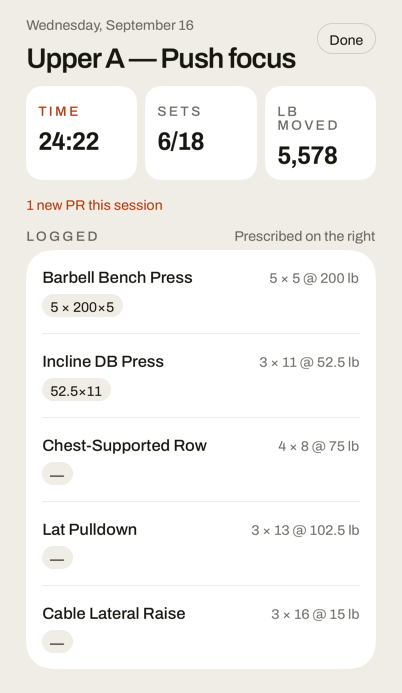 Wednesday, September 16
Done
Upper A — Push focus
TIME
24:22
SETS
6/18
LB
MOVED
5,578
1 new PR this session
LOGGED
Prescribed on the right
Barbell Bench Press
5 × 5 @ 200 lb
5 × 200×5
Incline DB Press
3 × 11 @ 52.5 lb
52.5×11
Chest-Supported Row
4 × 8 @ 75 lb
—
Lat Pulldown
3 × 13 @ 102.5 lb
—
Cable Lateral Raise
3 × 16 @ 15 lb
—